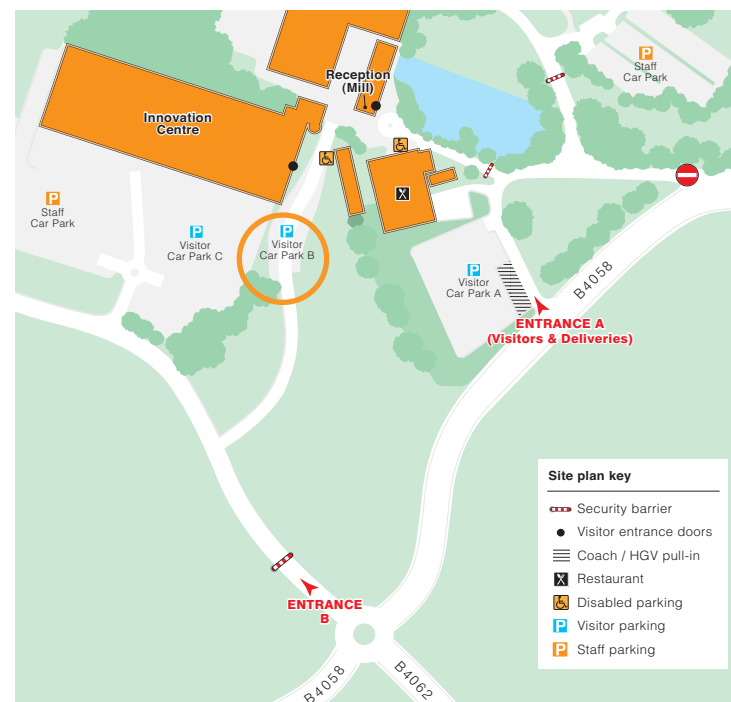 Reception
(Mill)
Staff
Car Park
Innovation
Centre
P
P
Staff
Car Park
P
Visitor
Car Park C
P
Visitor
Car Park B
P
Visitor
Car Park A
B4058
ENTRANCE A
(Visitors & Deliveries)
Site plan key
Security barrier
Visitor entrance doors
Coach / HGV pull-in
Restaurant
Disabled parking
P
Visitor parking
P
Staff parking
ENTRANCE
B
B4058
B4062